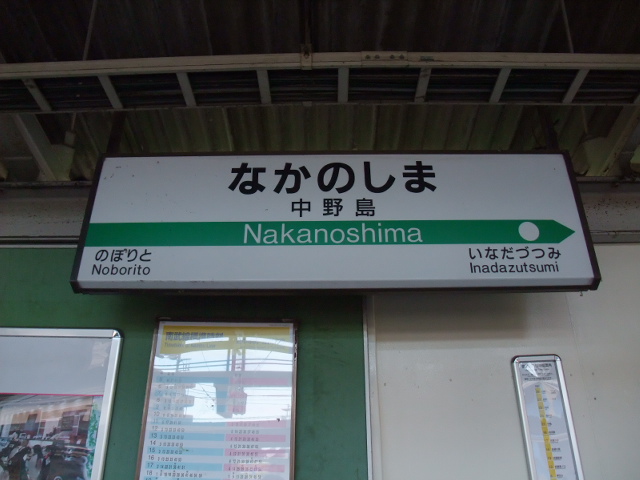 なかのしま
中野島
Nakanoshima
のぼりと
Noborito
いなだづつみ
Inadazutsumi